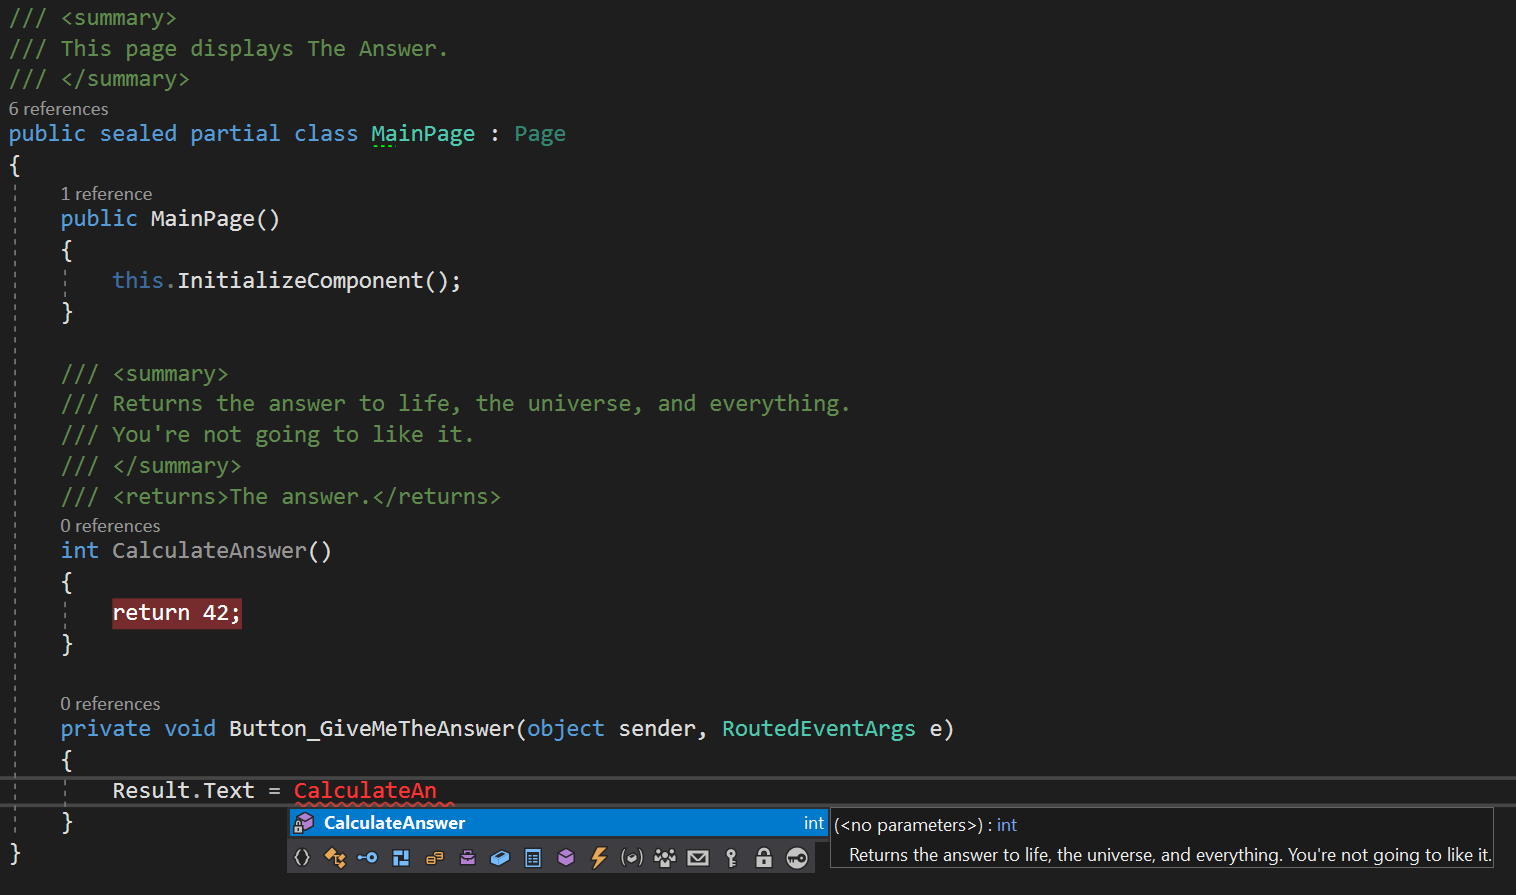 /// <summary>
/// This page displays The Answer.
/// </summary>
6 references
public sealed partial class MainPage : Page
{
1 reference
public MainPage()
{
this.InitializeComponent();
}
/// <summary>
/// Returns the answer to life, the universe, and everything.
/// You're not going to like it.
/// </summary>
/// <returns>The answer.</returns>
0 references
int CalculateAnswer()
{
return 42;
}
0 references
private void Button_GiveMeTheAnswer(object sender, RoutedEventArgs e)
{
Result.Text = CalculateAn
}
CalculateAnswer int
(<no parameters>) : int
Returns the answer to life, the universe, and everything. You're not going to like it.
}